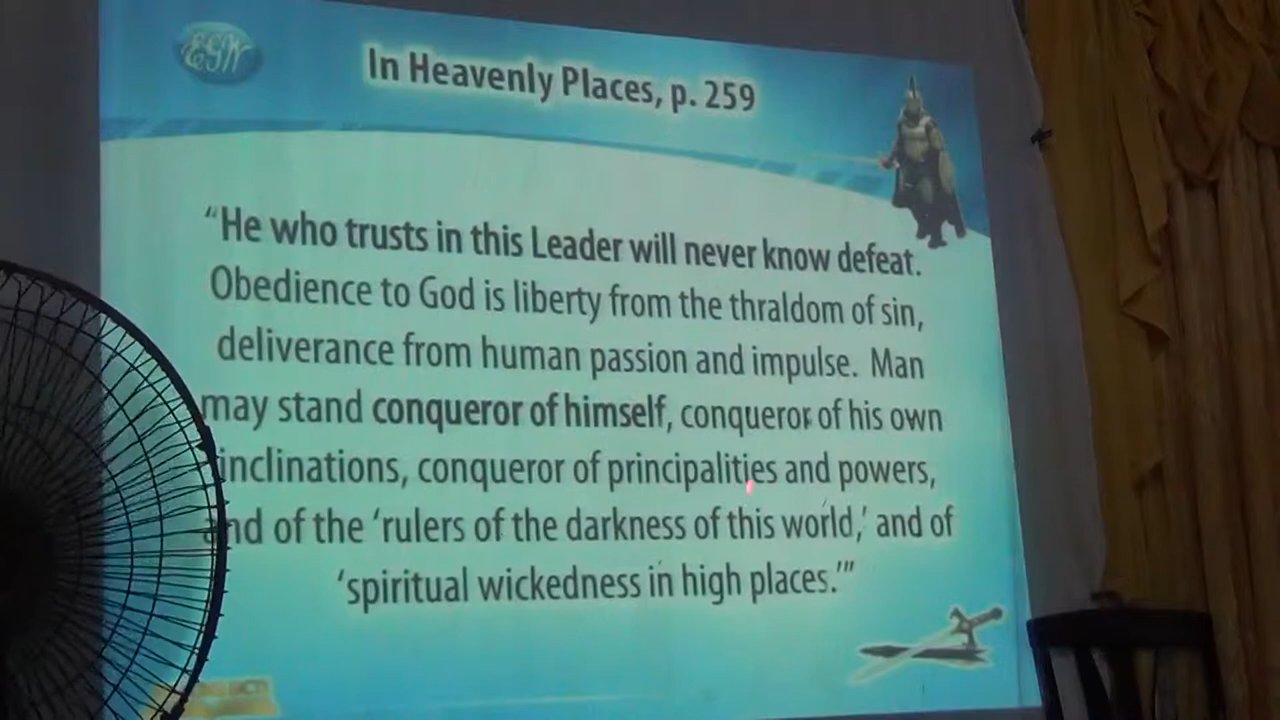 EGW
In Heavenly Places, p. 259
“He who trusts in this Leader will never know defeat.
Obedience to God is liberty from the thraldom of sin,
deliverance from human passion and impulse. Man
may stand conqueror of himself, conqueror of his own
inclinations, conqueror of principalities and powers,
and of the ‘rulers of the darkness of this world,’ and of
‘spiritual wickedness in high places.’”